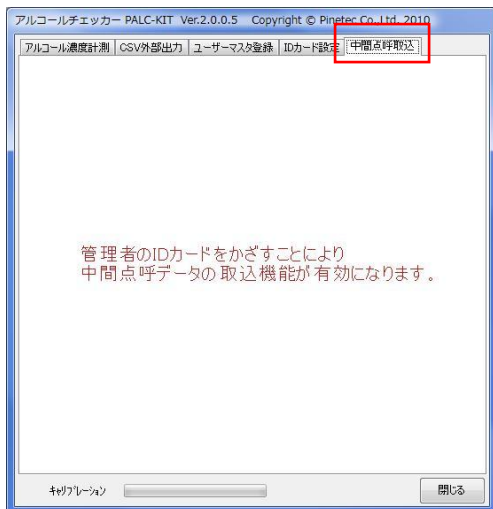 アルコールチェッカー PALC-KIT Ver.2.0.0.5 Copyright © Pinetec Co.,Ltd. 2010
アルコール濃度計測 CSV外部出力 ユーザーマスタ登録 IDカード設定 中間点呼取込
管理者のIDカードをかざすことにより
中間点呼データの取込機能が有効になります。
ｷｬﾘﾌﾞﾚｰｼｮﾝ 閉じる